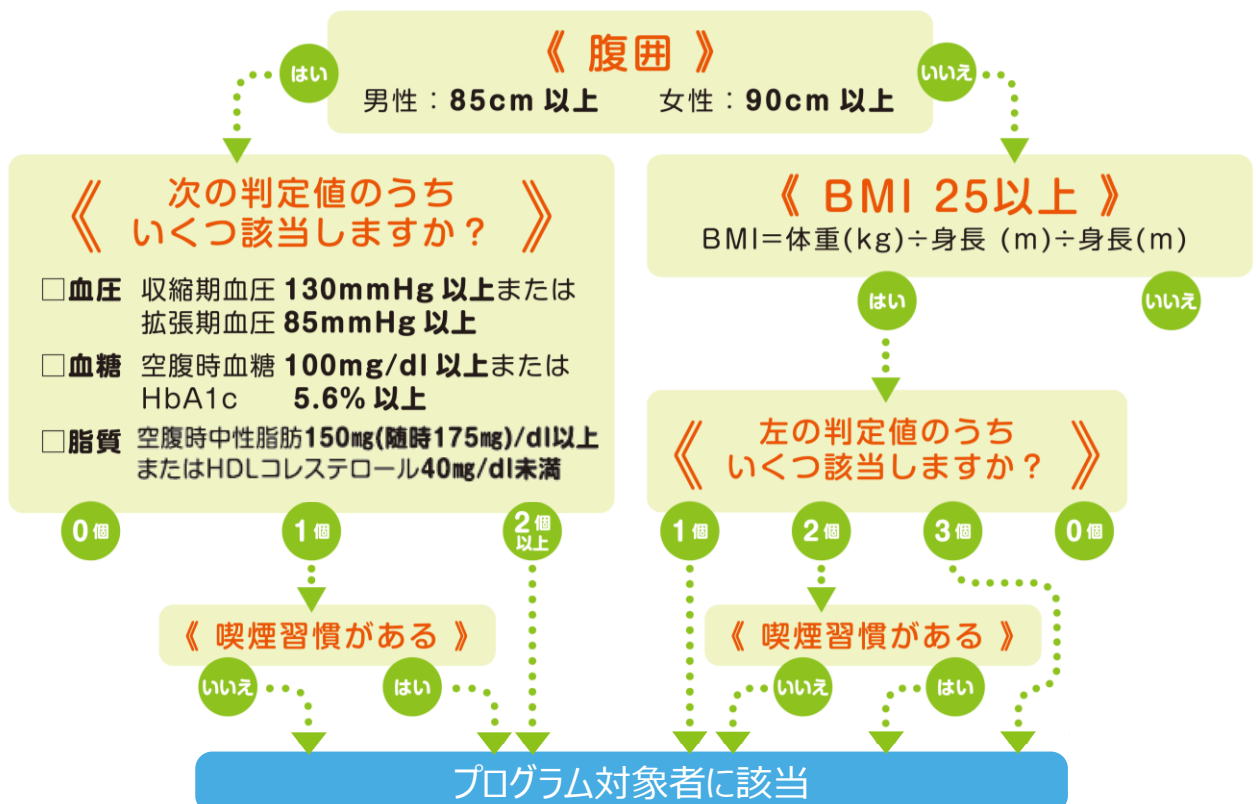 《 腹囲 》
はい
いいえ
男性：85cm 以上　女性：90cm 以上
《 次の判定値のうち
いくつ該当しますか？ 》
□血圧 収縮期血圧 130mmHg 以上または
拡張期血圧 85mmHg 以上
□血糖 空腹時血糖 100mg/dl 以上または
HbA1c 5.6% 以上
□脂質 空腹時中性脂肪150㎎(随時175㎎)/dl以上
またはHDLコレステロール40㎎/dl未満
0個
1個
2個
以上
《 喫煙習慣がある 》
いいえ
はい
《 BMI 25以上 》
BMI=体重(kg)÷身長 (m)÷身長(m)
はい
いいえ
《 左の判定値のうち
いくつ該当しますか？ 》
1個
2個
3個
0個
《 喫煙習慣がある 》
いいえ
はい
プログラム対象者に該当